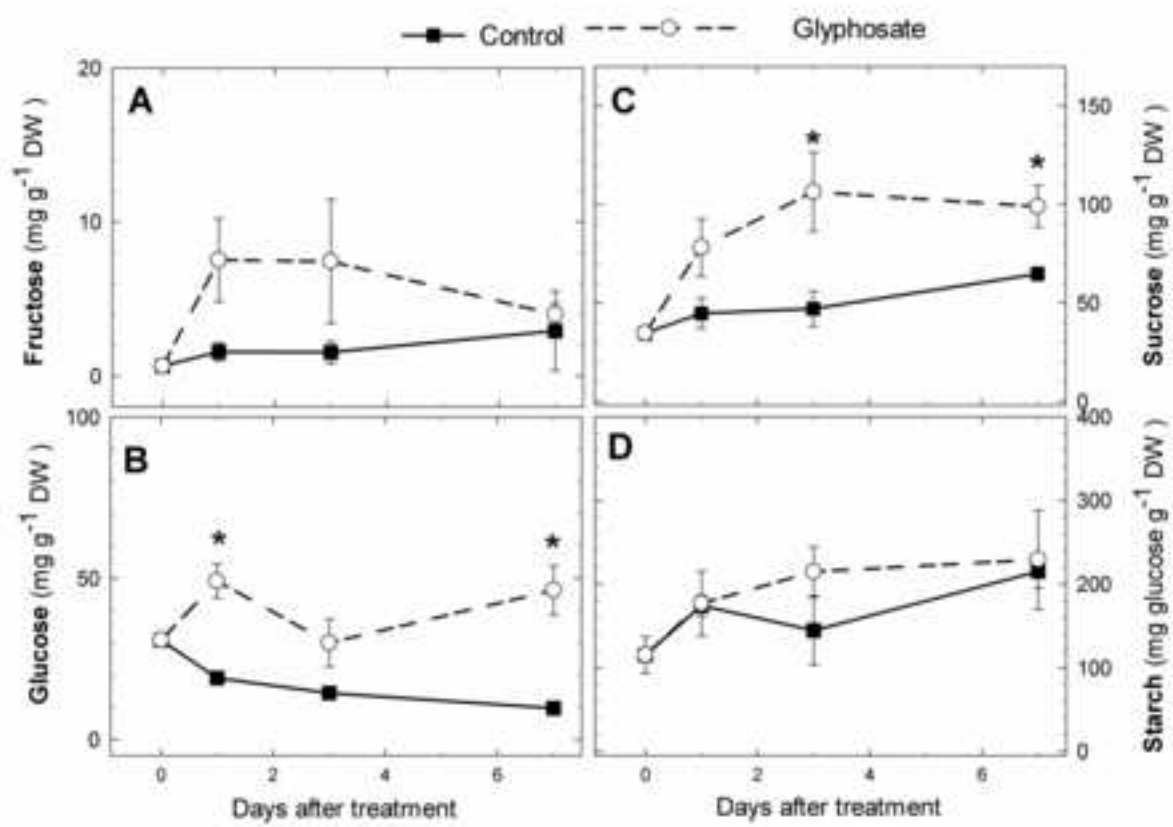 Control Glyphosate
A
20
10
0
Fructose (mg g⁻¹ DW )
C
150
100
50
0
Sucrose (mg g⁻¹ DW )
*
*
B
100
50
0
Glucose (mg g⁻¹ DW )
*
*
D
400
300
200
100
0
Starch (mg glucose g⁻¹ DW )
0 2 4 6
Days after treatment
0 2 4 6
Days after treatment